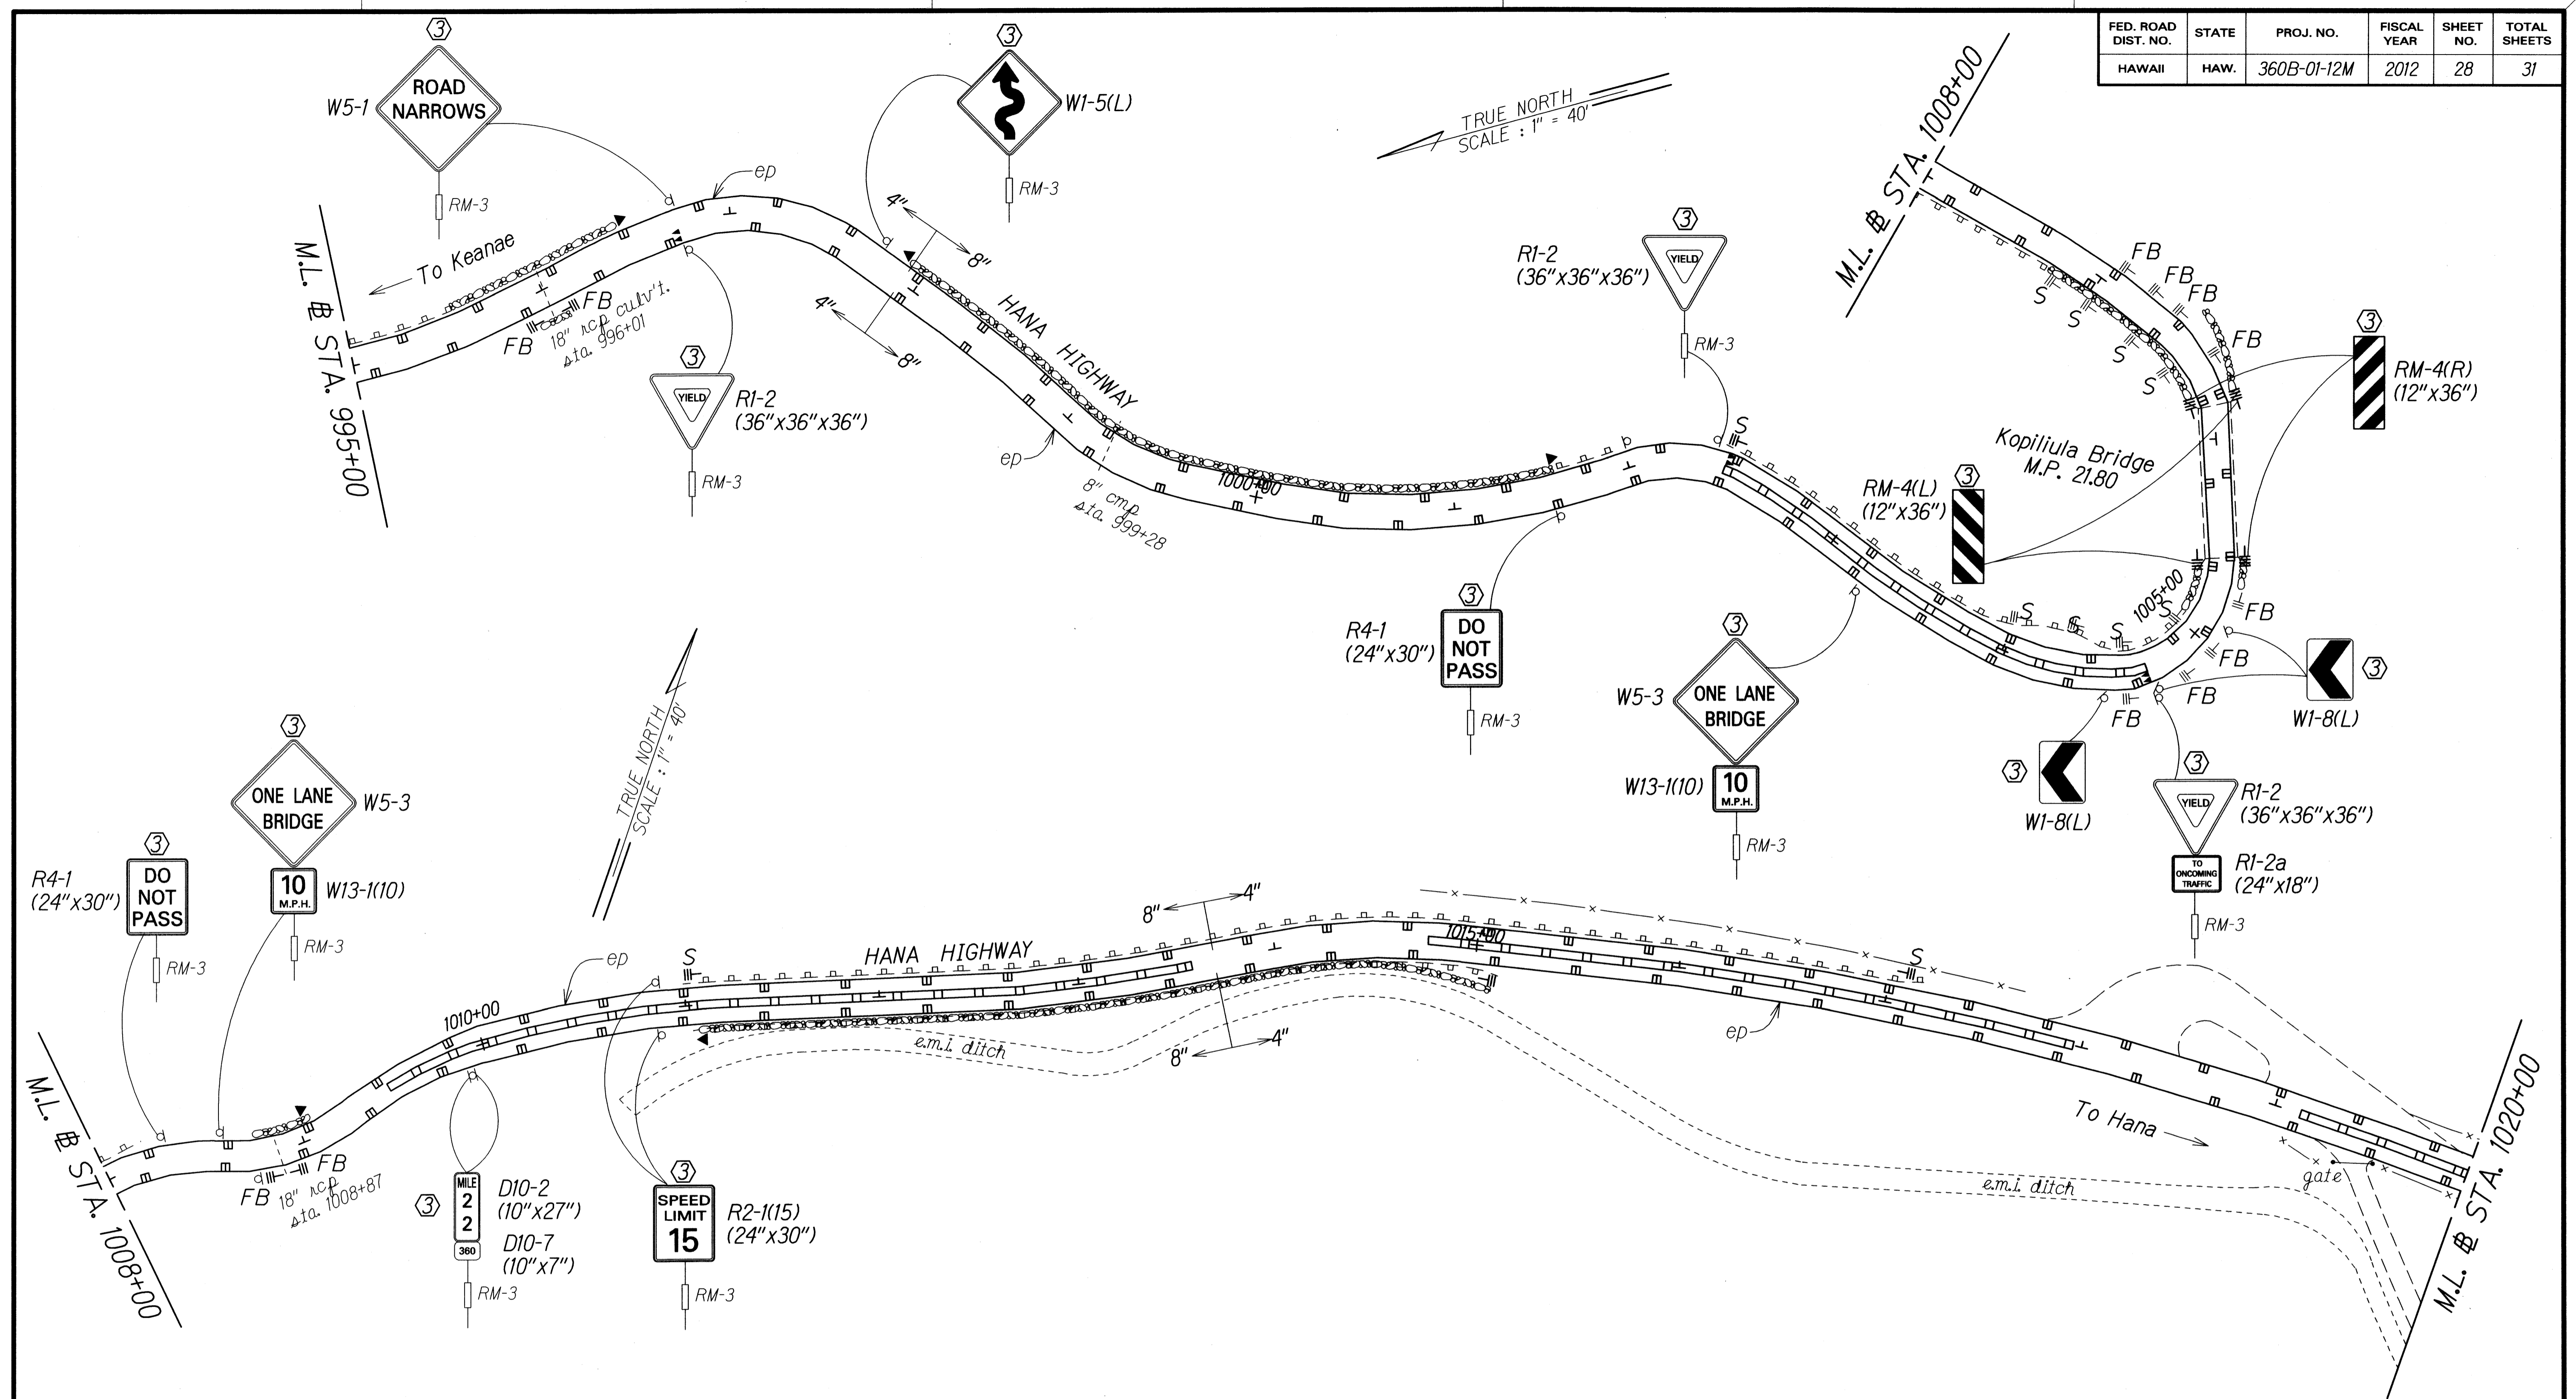 FED. ROAD DIST. NO. STATE PROJ. NO. FISCAL YEAR SHEET NO. TOTAL SHEETS
HAWAII HAW. 360B-01-12M 2012 28 31
3
ROAD
NARROWS
W5-1
RM-3
3
W1-5(L)
RM-3
TRUE NORTH
SCALE : 1" = 40'
M.L. BL STA. 1008+00
ep
4"
8"
4"
8"
To Keanae
M.L. BL STA. 995+00
FB
FB
18" rcp culv't.
sta. 996+01
3
YIELD
R1-2
(36"x36"x36")
RM-3
HANA HIGHWAY
ep
8" cmp
sta. 999+28
1000+00
3
YIELD
R1-2
(36"x36"x36")
RM-3
S
FB
FB
FB
FB
S
S
S
S
3
RM-4(R)
(12"x36")
Kopiliula Bridge
M.P. 21.80
3
RM-4(L)
(12"x36")
1005+00
S
S
S
S
FB
FB
FB
FB
3
W1-8(L)
3
W1-8(L)
3
DO
NOT
PASS
R4-1
(24"x30")
RM-3
3
ONE LANE
BRIDGE
W5-3
10
M.P.H.
W13-1(10)
RM-3
3
YIELD
R1-2
(36"x36"x36")
TO
ONCOMING
TRAFFIC
R1-2a
(24"x18")
RM-3
TRUE NORTH
SCALE : 1" = 40'
3
ONE LANE
BRIDGE
W5-3
10
M.P.H.
W13-1(10)
RM-3
3
DO
NOT
PASS
R4-1
(24"x30")
RM-3
M.L. BL STA. 1008+00
FB
FB
18" rcp
sta. 1008+87
1010+00
ep
S
HANA HIGHWAY
8"
4"
8"
4"
e.m.i. ditch
1015+00
S
ep
To Hana
gate
e.m.i. ditch
M.L. BL STA. 1020+00
3
MILE
2
2
360
D10-2
(10"x27")
D10-7
(10"x7")
RM-3
3
SPEED
LIMIT
15
R2-1(15)
(24"x30")
RM-3